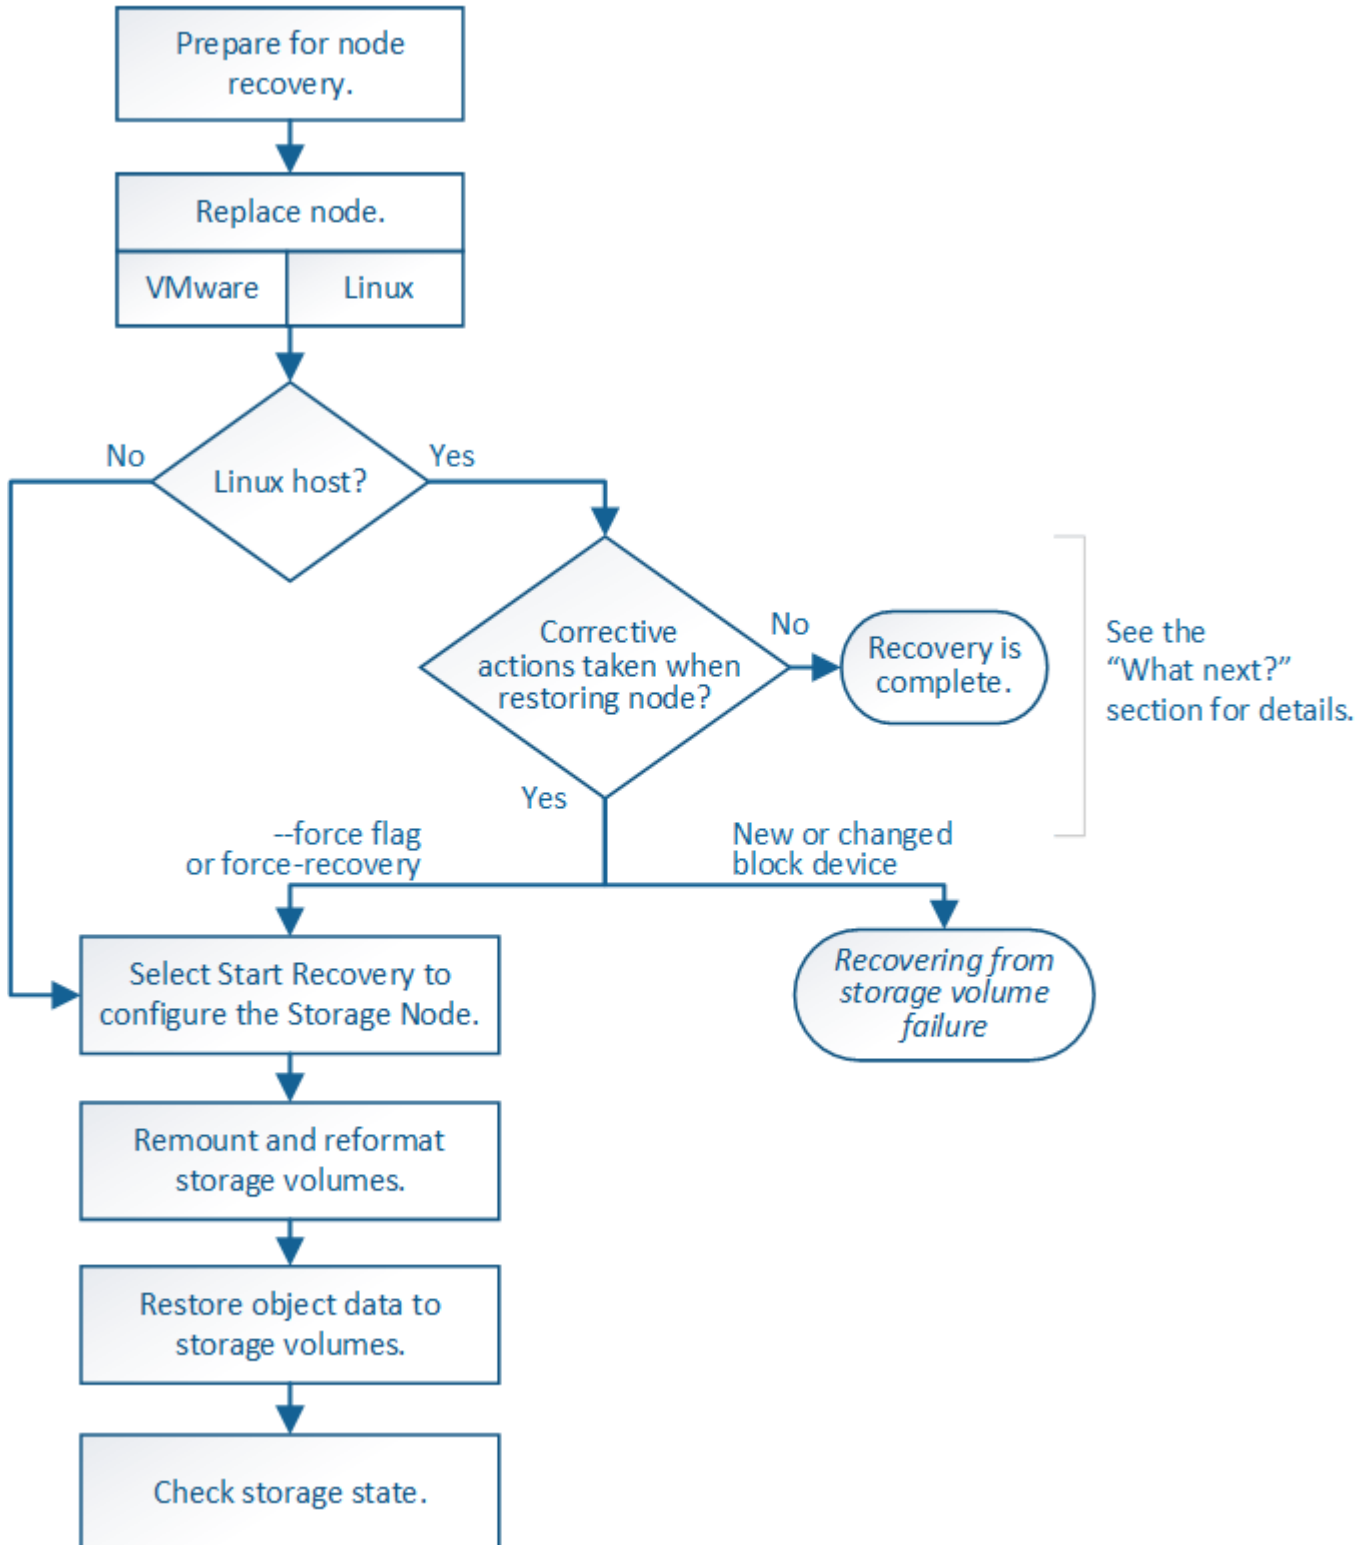 Prepare for node
recovery.
Replace node.
VMware
Linux
Linux host?
No
Yes
Corrective
actions taken when
restoring node?
No
Recovery is
complete.
See the
“What next?”
section for details.
Yes
--force flag
or force-recovery
New or changed
block device
Select Start Recovery to
configure the Storage Node.
Recovering from
storage volume
failure
Remount and reformat
storage volumes.
Restore object data to
storage volumes.
Check storage state.